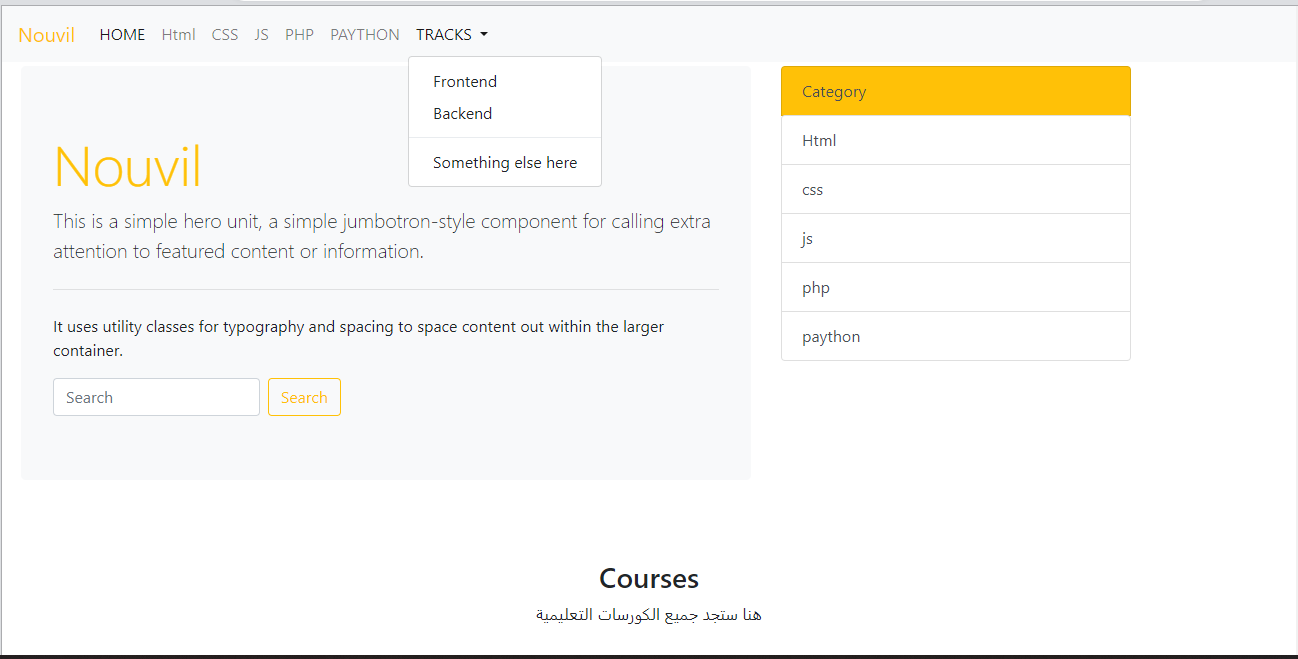 Nouvil HOME Html CSS JS PHP PAYTHON TRACKS
Frontend
Backend
Something else here
Nouvil
This is a simple hero unit, a simple jumbotron-style component for calling extra
attention to featured content or information.
It uses utility classes for typography and spacing to space content out within the larger
container.
Search Search
Category
Html
css
js
php
paython
Courses
هنا ستجد جميع الكورسات التعليمية